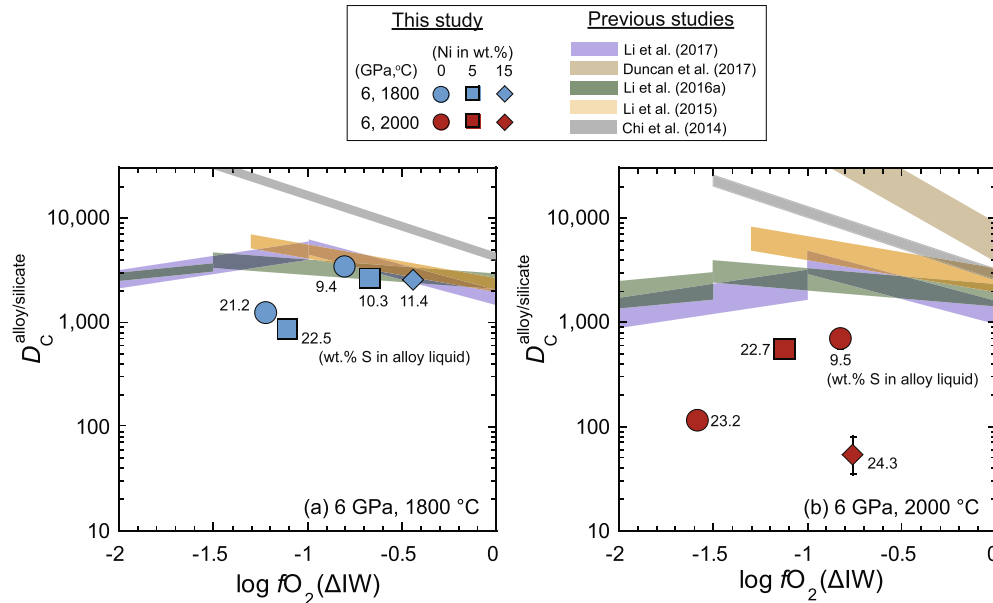 This study
Previous studies
(Ni in wt.%)
(GPa,°C) 0 5 15
6, 1800
6, 2000
Li et al. (2017)
Duncan et al. (2017)
Li et al. (2016a)
Li et al. (2015)
Chi et al. (2014)
D_C^alloy/silicate
10,000
1,000
100
10
9.4
10.3
11.4
21.2
22.5
(wt.% S in alloy liquid)
(a) 6 GPa, 1800 °C
-2 -1.5 -1 -0.5 0
log fO₂(ΔIW)
D_C^alloy/silicate
10,000
1,000
100
10
22.7
9.5
(wt.% S in alloy liquid)
23.2
24.3
(b) 6 GPa, 2000 °C
-2 -1.5 -1 -0.5 0
log fO₂(ΔIW)